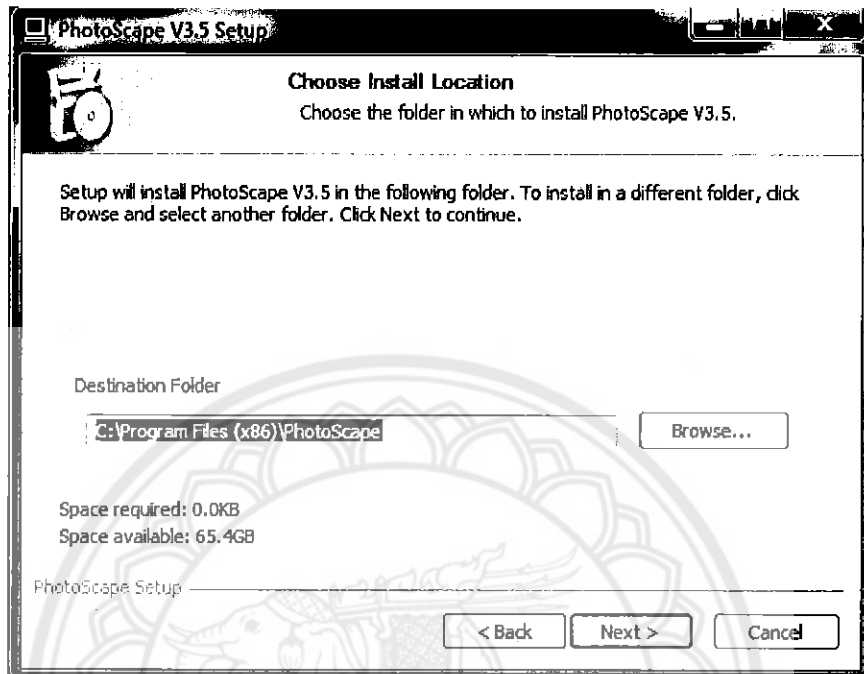 PhotoScape V3.5 Setup
Choose Install Location
Choose the folder in which to install PhotoScape V3.5.
Setup will install PhotoScape V3.5 in the following folder. To install in a different folder, click
Browse and select another folder. Click Next to continue.
Destination Folder
C:\Program Files (x86)\PhotoScape
Browse...
Space required: 0.0KB
Space available: 65.4GB
PhotoScape Setup
< Back Next > Cancel